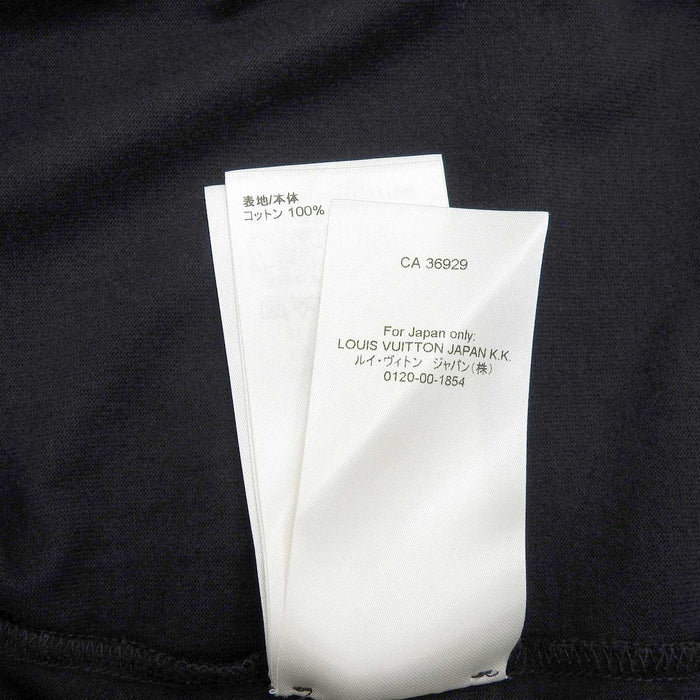 表地/本体
コットン 100%
CA 36929
For Japan only:
LOUIS VUITTON JAPAN K.K.
ルイ・ヴィトン ジャパン(株)
0120-00-1854